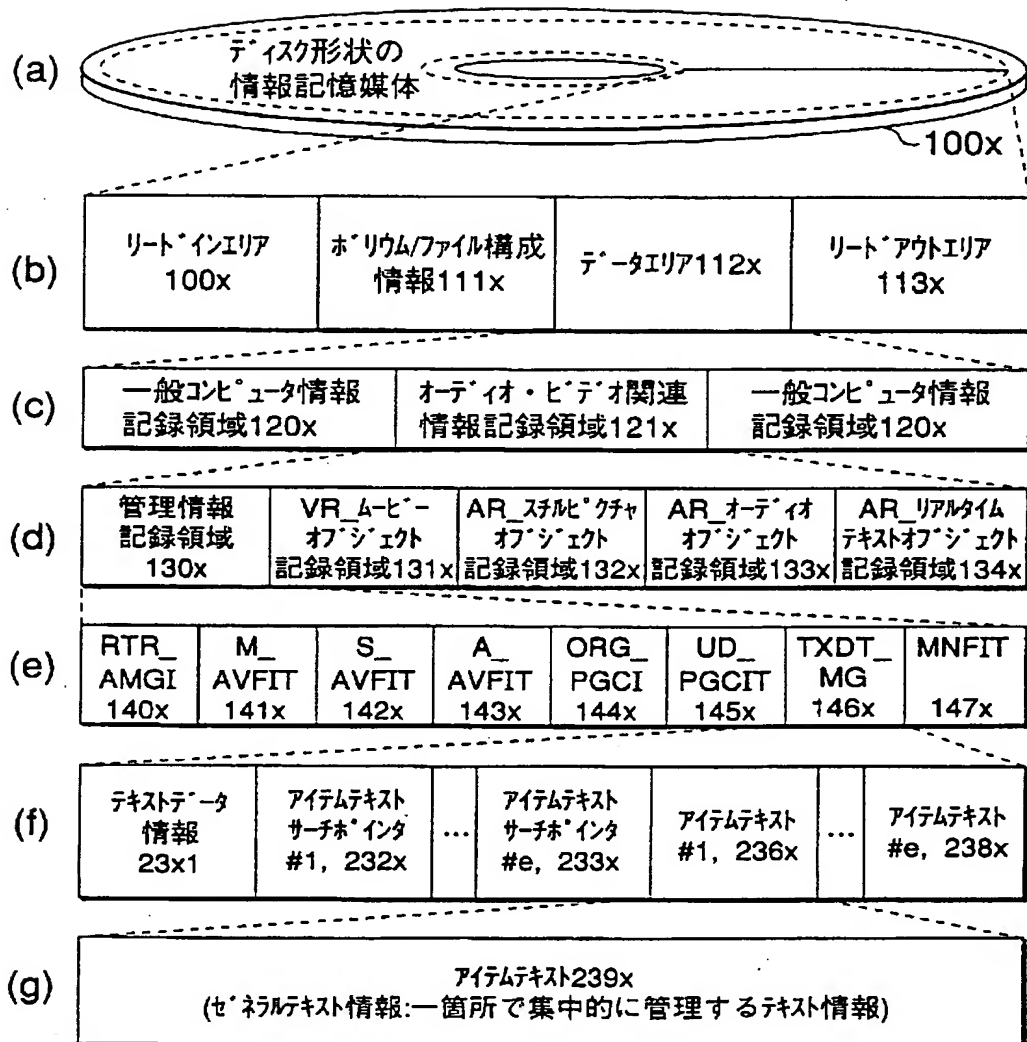 (a)
ディスク形状の
情報記憶媒体
100x
(b)
リードインエリア
100x
ボリウム/ファイル構成
情報111x
データエリア112x
リードアウトエリア
113x
(c)
一般コンピュータ情報
記録領域120x
オーディオ・ビデオ関連
情報記録領域121x
一般コンピュータ情報
記録領域120x
(d)
管理情報
記録領域
130x
VR_ムービー
オブジェクト
記録領域131x
AR_スチルピクチャ
オブジェクト
記録領域132x
AR_オーディオ
オブジェクト
記録領域133x
AR_リアルタイム
テキストオブジェクト
記録領域134x
(e)
RTR_
AMGI
140x
M_
AVFIT
141x
S_
AVFIT
142x
A_
AVFIT
143x
ORG_
PGCI
144x
UD_
PGCIT
145x
TXDT_
MG
146x
MNFIT
147x
(f)
テキストデータ
情報
23x1
アイテムテキスト
サーチポインタ
#1, 232x
...
アイテムテキスト
サーチポインタ
#e, 233x
アイテムテキスト
#1, 236x
...
アイテムテキスト
#e, 238x
(g)
アイテムテキスト239x
(ゼネラルテキスト情報:一箇所で集中的に管理するテキスト情報)